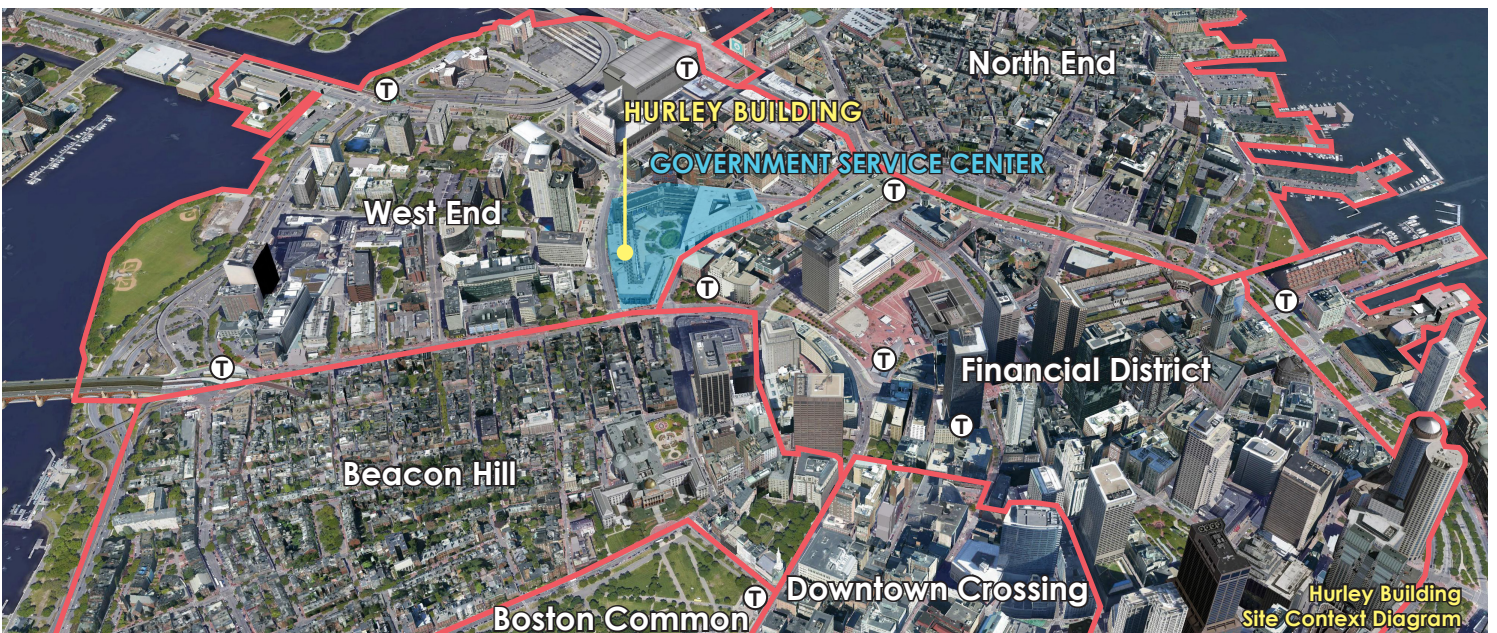 North End
T
T
HURLEY BUILDING
GOVERNMENT SERVICE CENTER
T
West End
T
T
T
T
Financial District
T
Beacon Hill
Downtown Crossing
T
Boston Common
Hurley Building
Site Context Diagram